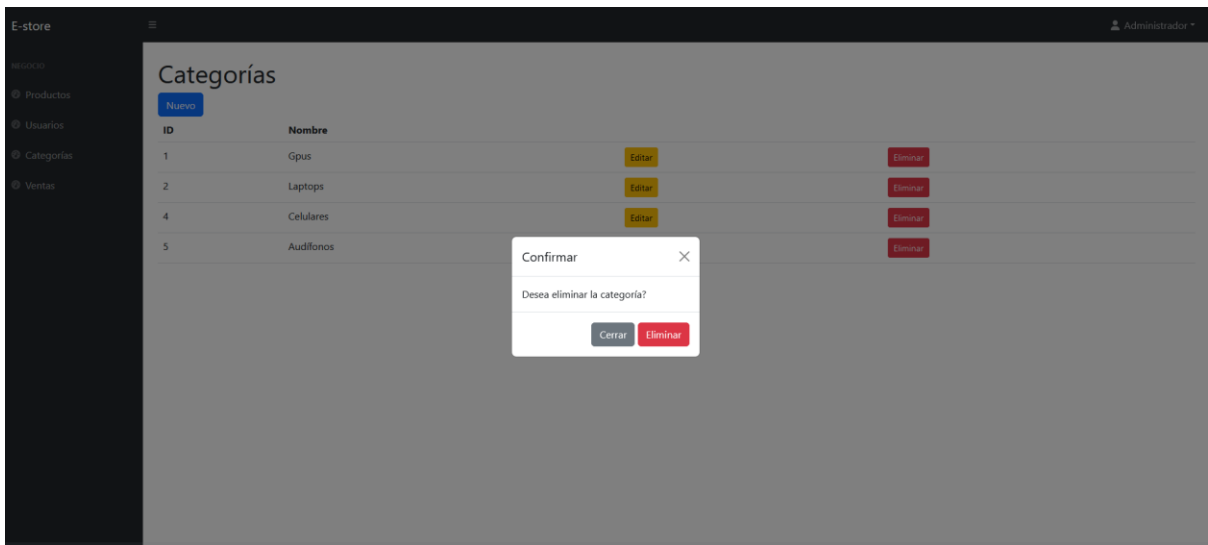 E-store
Administrador
NEGOCIO
Productos
Usuarios
Categorías
Ventas
Categorías
Nuevo
ID Nombre
1 Gpus Editar Eliminar
2 Laptops Editar Eliminar
4 Celulares Editar Eliminar
5 Audífonos Eliminar
Confirmar
Desea eliminar la categoría?
Cerrar Eliminar